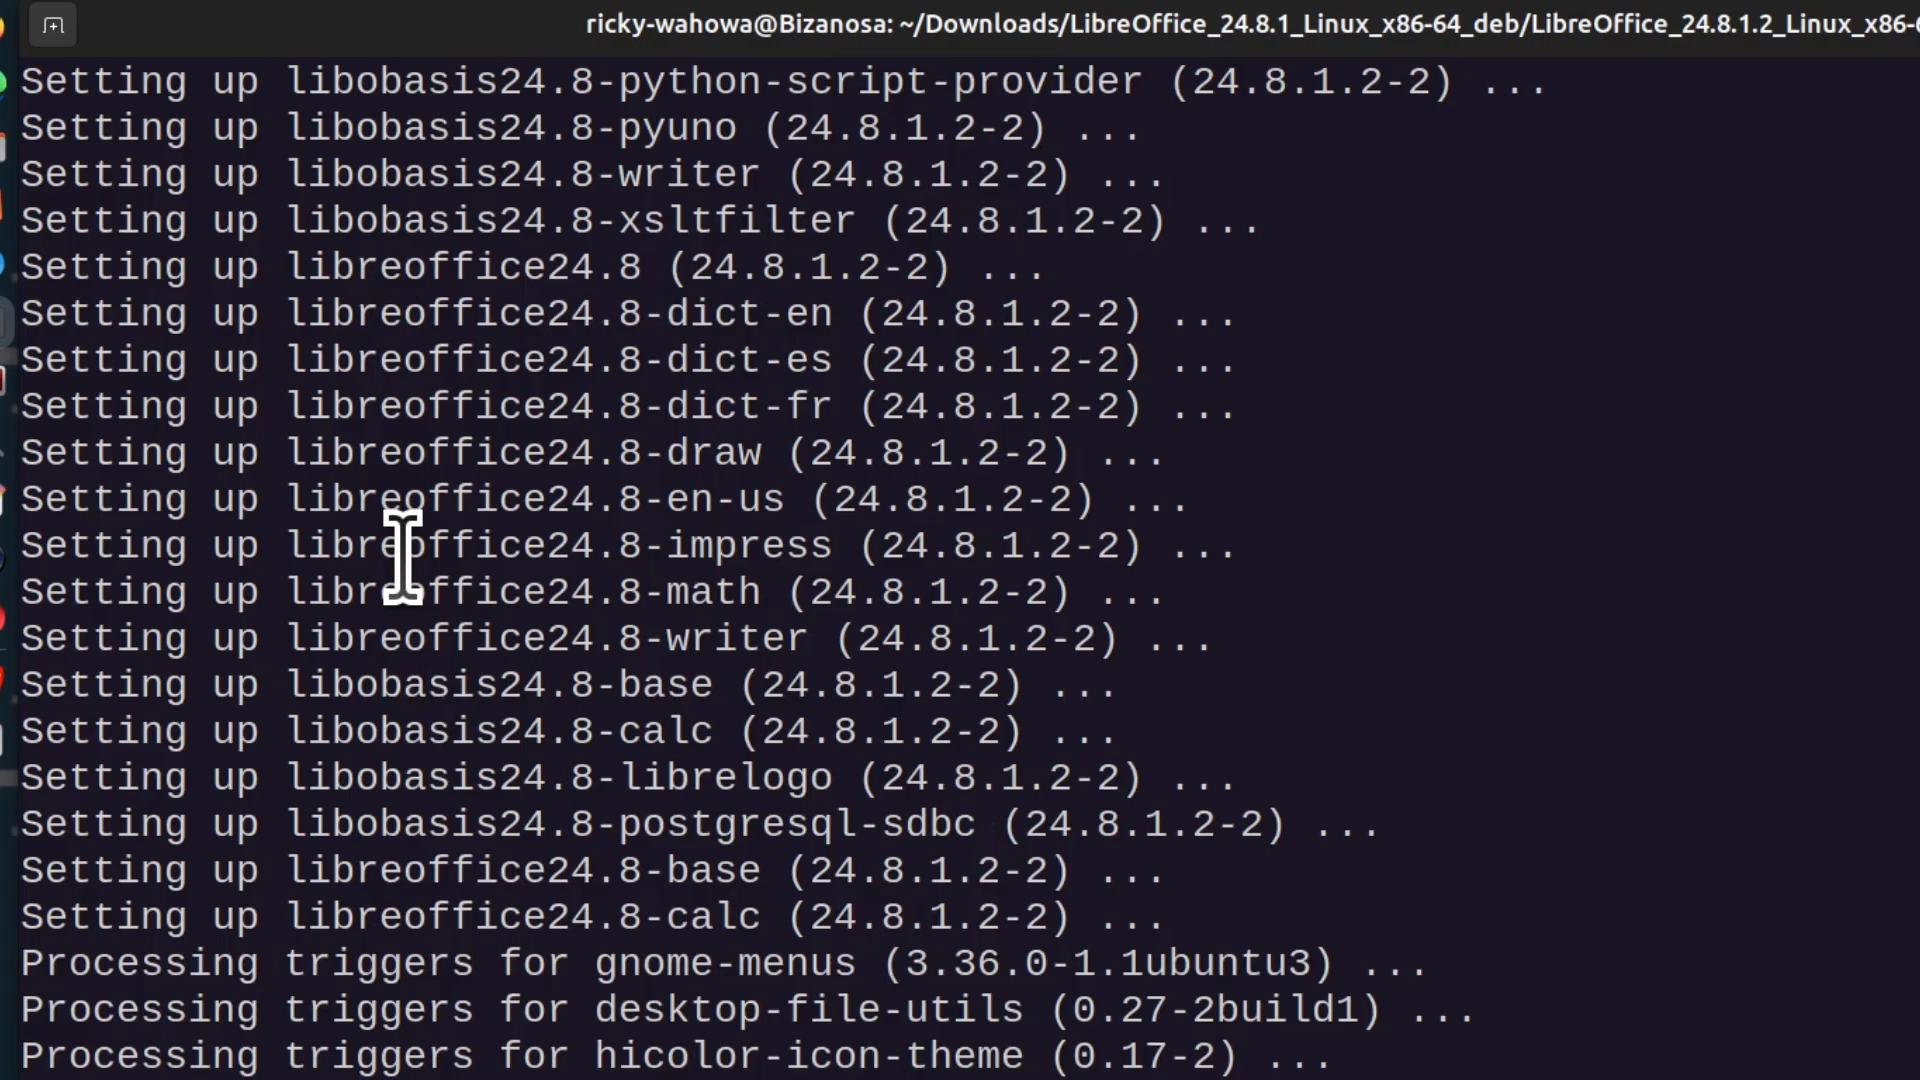 ricky-wahowa@Bizanosa: ~/Downloads/LibreOffice_24.8.1_Linux_x86-64_deb/LibreOffice_24.8.1.2_Linux_x86-6
Setting up libobasis24.8-python-script-provider (24.8.1.2-2) ...
Setting up libobasis24.8-pyuno (24.8.1.2-2) ...
Setting up libobasis24.8-writer (24.8.1.2-2) ...
Setting up libobasis24.8-xsltfilter (24.8.1.2-2) ...
Setting up libreoffice24.8 (24.8.1.2-2) ...
Setting up libreoffice24.8-dict-en (24.8.1.2-2) ...
Setting up libreoffice24.8-dict-es (24.8.1.2-2) ...
Setting up libreoffice24.8-dict-fr (24.8.1.2-2) ...
Setting up libreoffice24.8-draw (24.8.1.2-2) ...
Setting up libreoffice24.8-en-us (24.8.1.2-2) ...
Setting up libreoffice24.8-impress (24.8.1.2-2) ...
Setting up libreoffice24.8-math (24.8.1.2-2) ...
Setting up libreoffice24.8-writer (24.8.1.2-2) ...
Setting up libobasis24.8-base (24.8.1.2-2) ...
Setting up libobasis24.8-calc (24.8.1.2-2) ...
Setting up libobasis24.8-librelogo (24.8.1.2-2) ...
Setting up libobasis24.8-postgresql-sdbc (24.8.1.2-2) ...
Setting up libreoffice24.8-base (24.8.1.2-2) ...
Setting up libreoffice24.8-calc (24.8.1.2-2) ...
Processing triggers for gnome-menus (3.36.0-1.1ubuntu3) ...
Processing triggers for desktop-file-utils (0.27-2build1) ...
Processing triggers for hicolor-icon-theme (0.17-2) ...